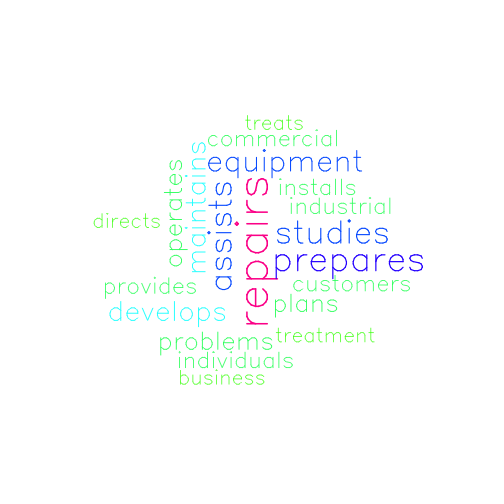 treats
commercial
equipment
installs
industrial
operates
maintains
assists
repairs
directs
studies
prepares
provides
customers
plans
develops
problems
treatment
individuals
business